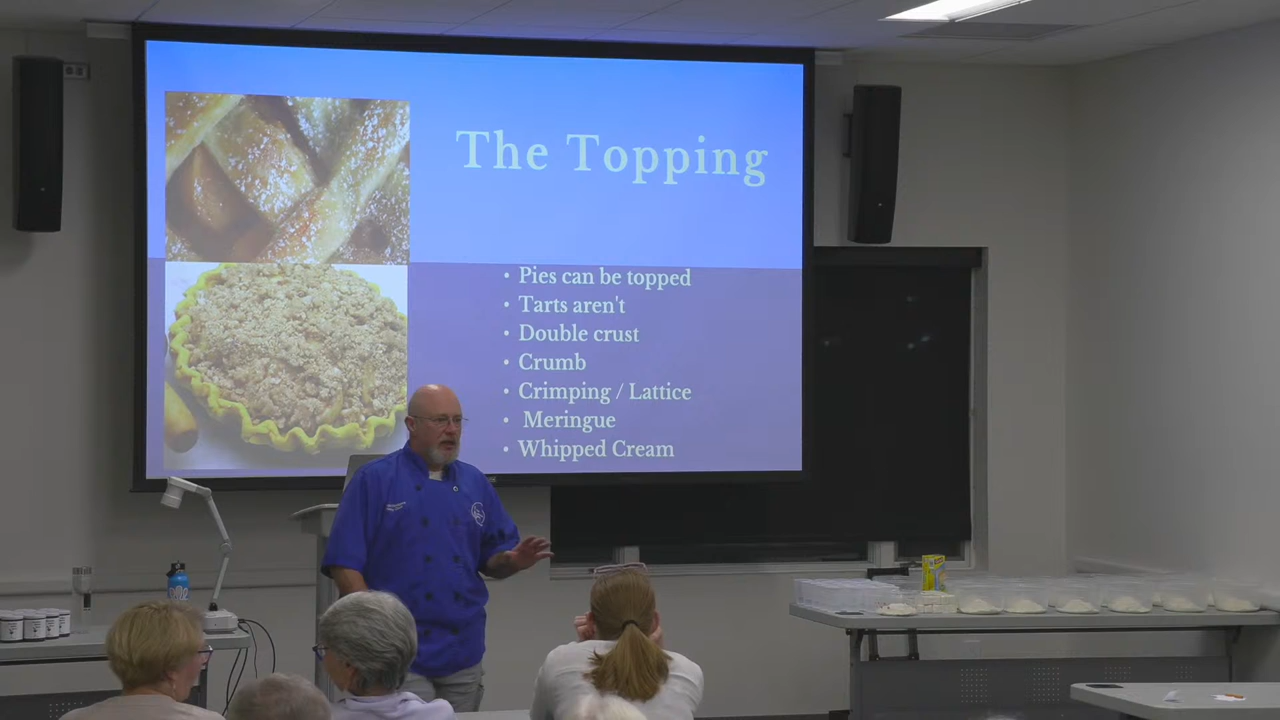 The Topping
• Pies can be topped
• Tarts aren't
• Double crust
• Crumb
• Crimping / Lattice
• Meringue
• Whipped Cream